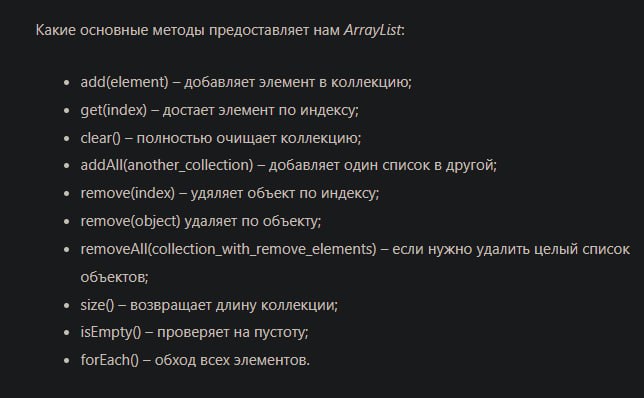 Какие основные методы предоставляет нам ArrayList:
• add(element) – добавляет элемент в коллекцию;
• get(index) – достает элемент по индексу;
• clear() – полностью очищает коллекцию;
• addAll(another_collection) – добавляет один список в другой;
• remove(index) – удяляет объект по индексу;
• remove(object) удаляет по объекту;
• removeAll(collection_with_remove_elements) – если нужно удалить целый список
объектов;
• size() – возвращает длину коллекции;
• isEmpty() – проверяет на пустоту;
• forEach() – обход всех элементов.